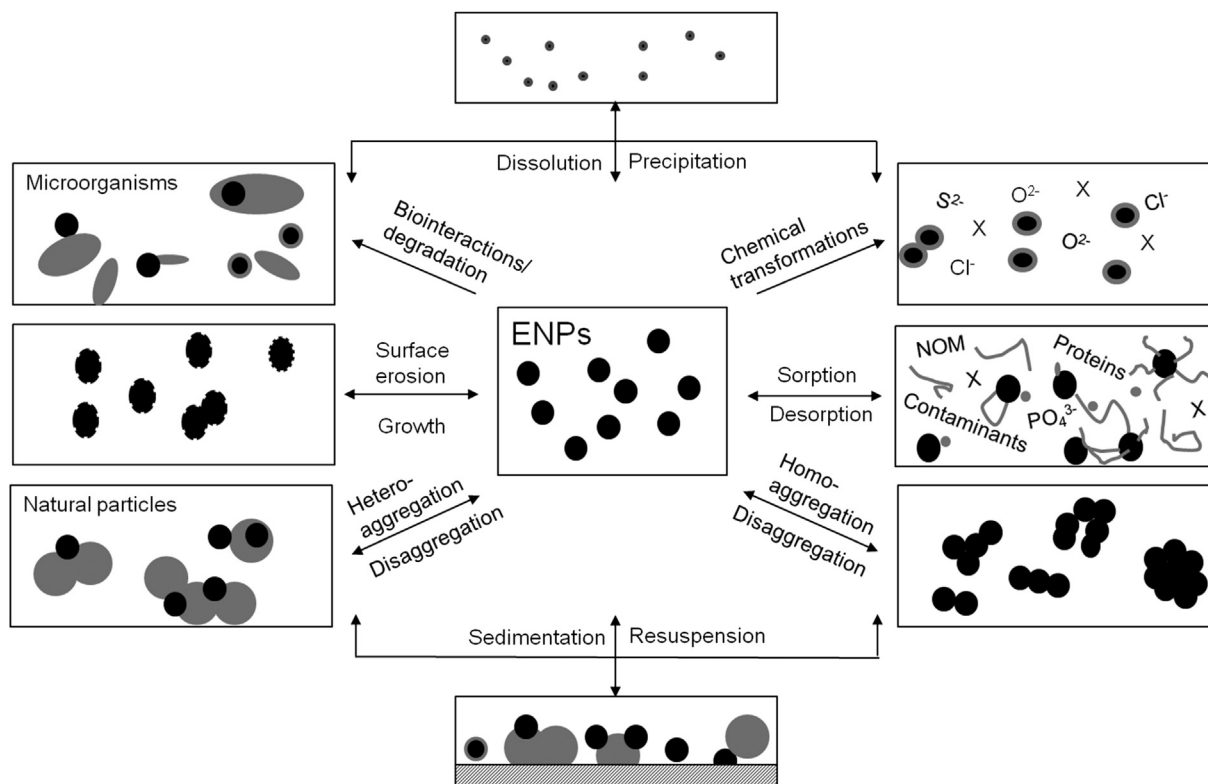 Dissolution
Precipitation
Microorganisms
Biointeractions/
degradation
Chemical
transformations
S²⁻
O²⁻
X
Cl⁻
X
O²⁻
X
Cl⁻
ENPs
Surface
erosion
Growth
Sorption
Desorption
NOM
Proteins
X
X
Contaminants
PO₄³⁻
Natural particles
Hetero-
aggregation
Disaggregation
Homo-
aggregation
Disaggregation
Sedimentation
Resuspension